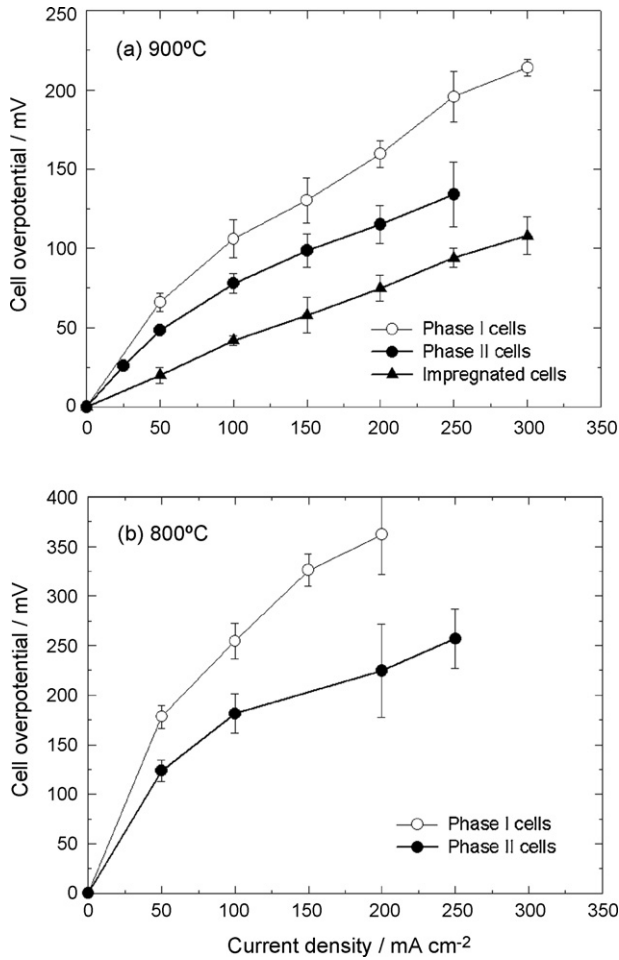 (a) 900ºC
250
200
150
100
50
0
Cell overpotential / mV
Phase I cells
Phase II cells
Impregnated cells
0 50 100 150 200 250 300 350
(b) 800ºC
400
350
300
250
200
150
100
50
0
Cell overpotential / mV
Phase I cells
Phase II cells
0 50 100 150 200 250 300 350
Current density / mA cm-2